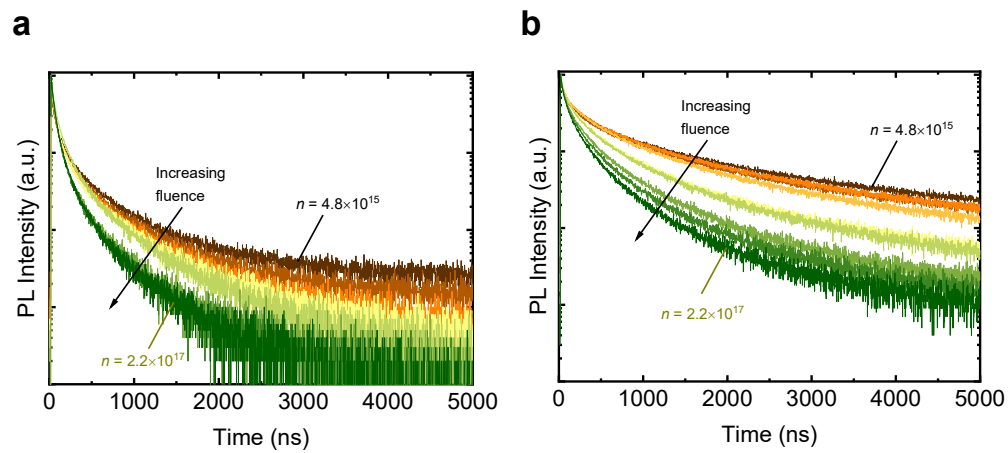 a
PL Intensity (a.u.)
Increasing
fluence
n = 4.8×10¹⁵
n = 2.2×10¹⁷
0 1000 2000 3000 4000 5000
Time (ns)
b
PL Intensity (a.u.)
Increasing
fluence
n = 4.8×10¹⁵
n = 2.2×10¹⁷
0 1000 2000 3000 4000 5000
Time (ns)